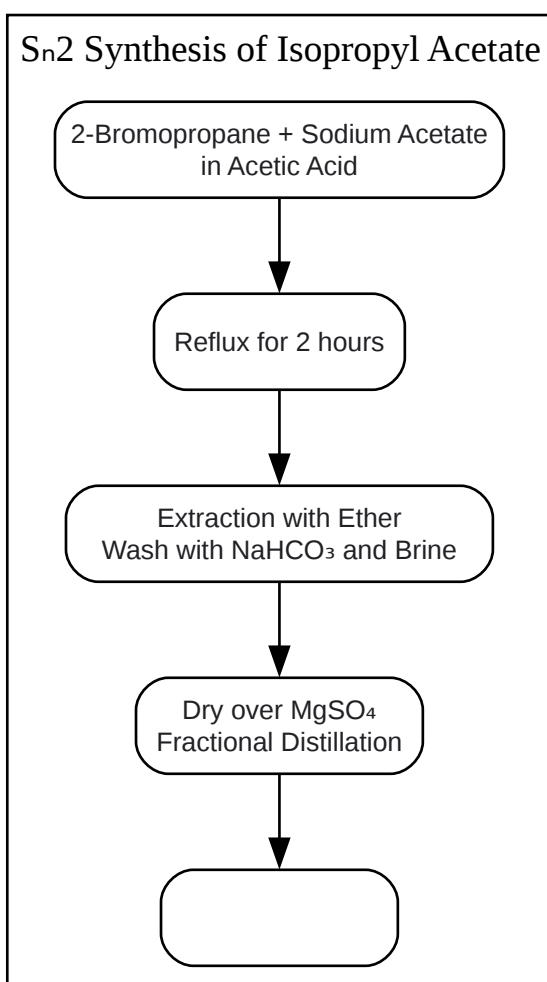 Sₙ2 Synthesis of Isopropyl Acetate
2-Bromopropane + Sodium Acetate
in Acetic Acid
Reflux for 2 hours
Extraction with Ether
Wash with NaHCO₃ and Brine
Dry over MgSO₄
Fractional Distillation